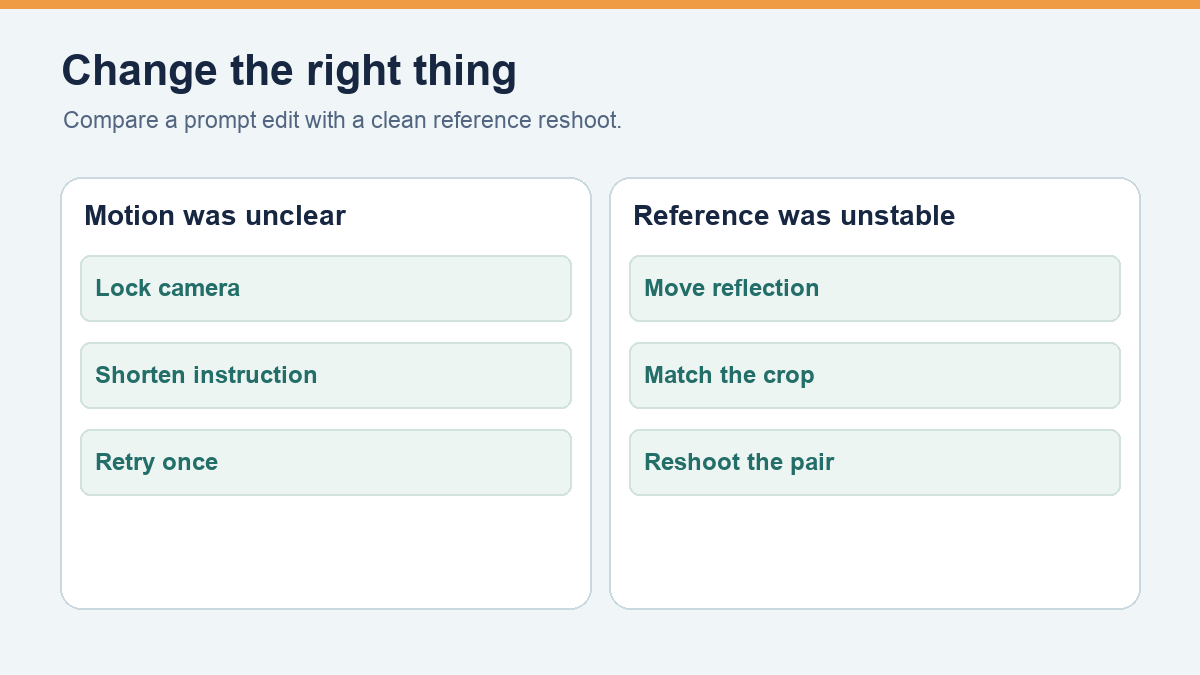 Change the right thing
Compare a prompt edit with a clean reference reshoot.
Motion was unclear
Lock camera
Shorten instruction
Retry once
Reference was unstable
Move reflection
Match the crop
Reshoot the pair